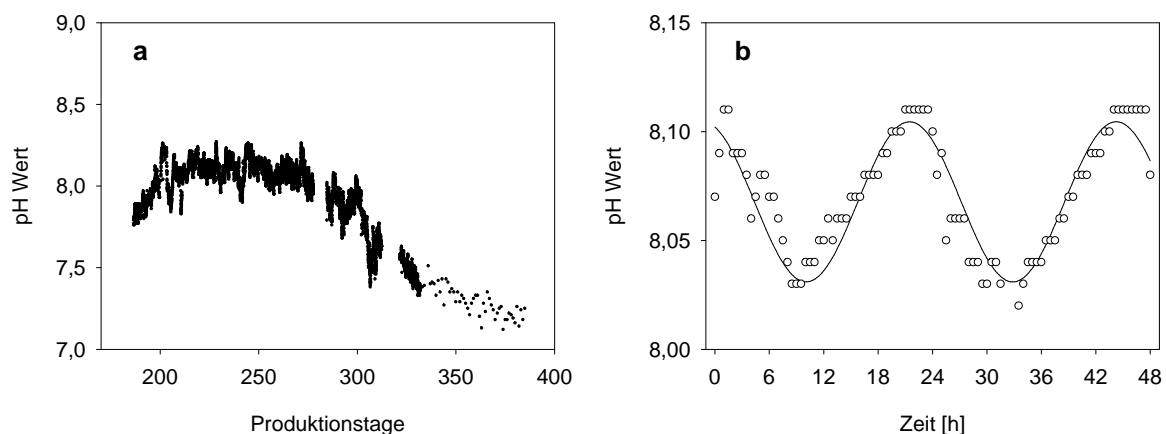 a
9,0
8,5
8,0
7,5
7,0
pH Wert
200 250 300 350 400
Produktionstage
b
8,15
8,10
8,05
8,00
pH Wert
0 6 12 18 24 30 36 42 48
Zeit [h]